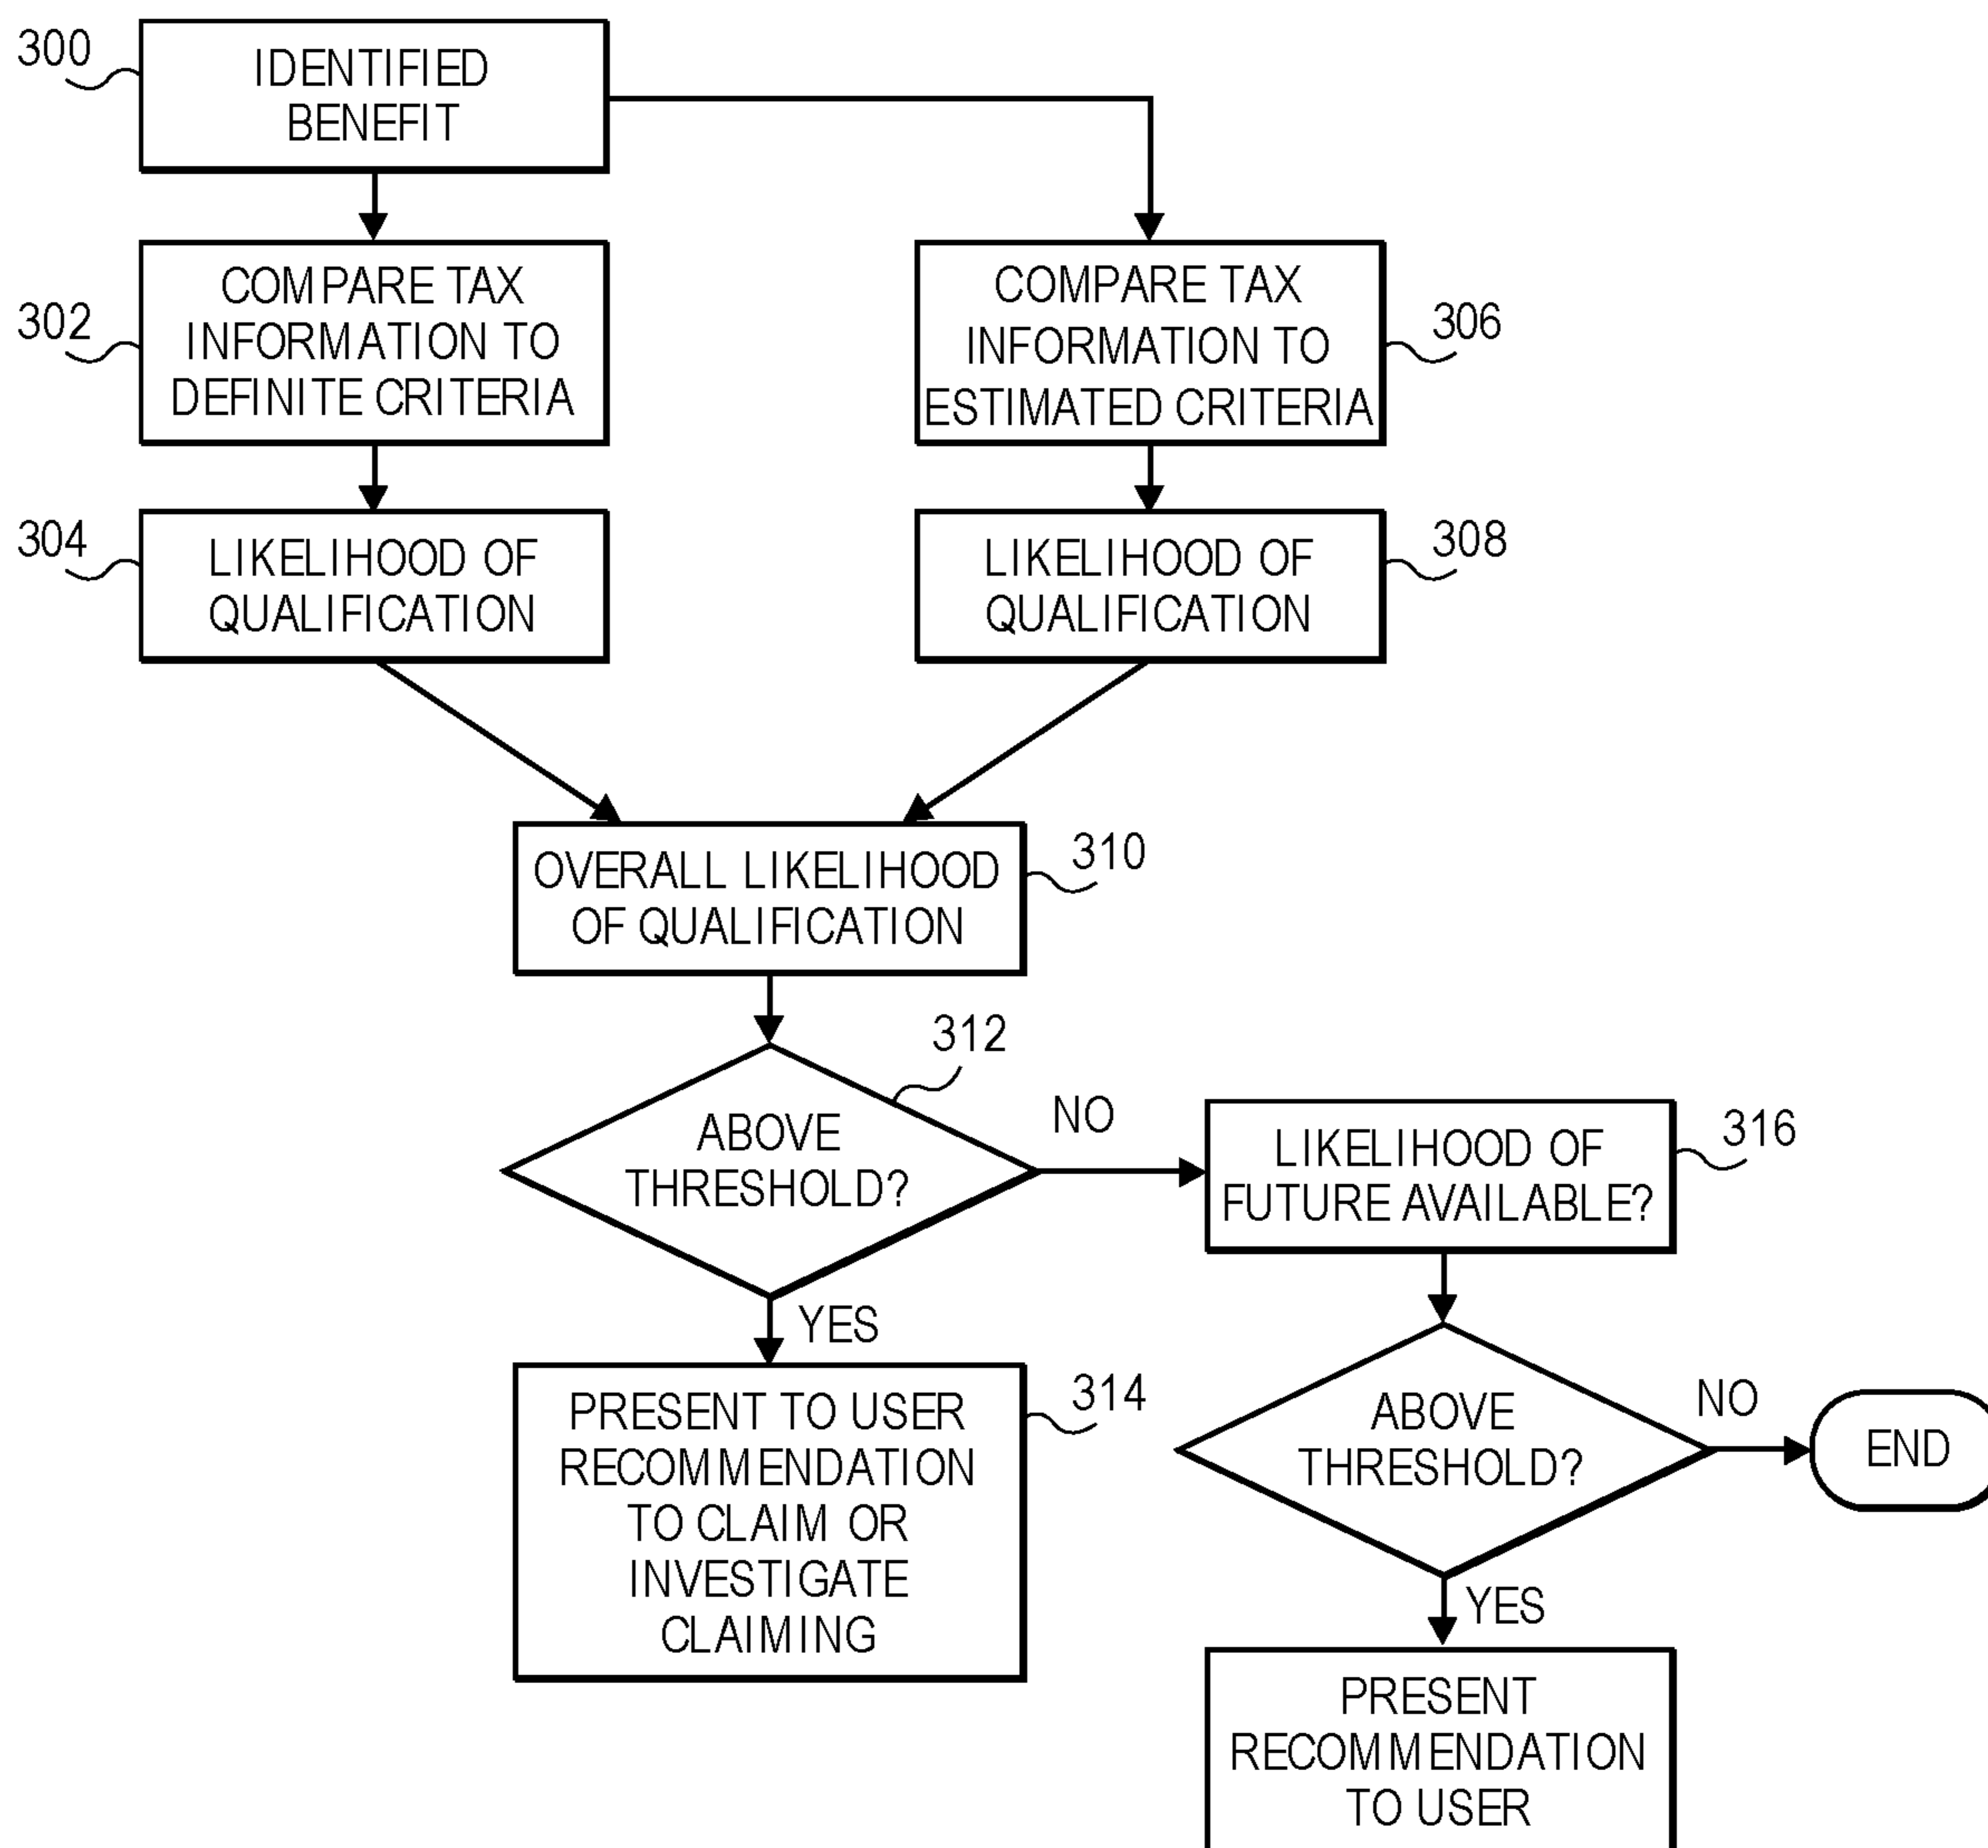 300
IDENTIFIED
BENEFIT
302
COMPARE TAX
INFORMATION TO
DEFINITE CRITERIA
COMPARE TAX
INFORMATION TO
ESTIMATED CRITERIA
306
304
LIKELIHOOD OF
QUALIFICATION
LIKELIHOOD OF
QUALIFICATION
308
OVERALL LIKELIHOOD
OF QUALIFICATION
310
312
ABOVE
THRESHOLD?
NO
LIKELIHOOD OF
FUTURE AVAILABLE?
316
YES
PRESENT TO USER
RECOMMENDATION
TO CLAIM OR
INVESTIGATE
CLAIMING
314
ABOVE
THRESHOLD?
NO
END
YES
PRESENT
RECOMMENDATION
TO USER